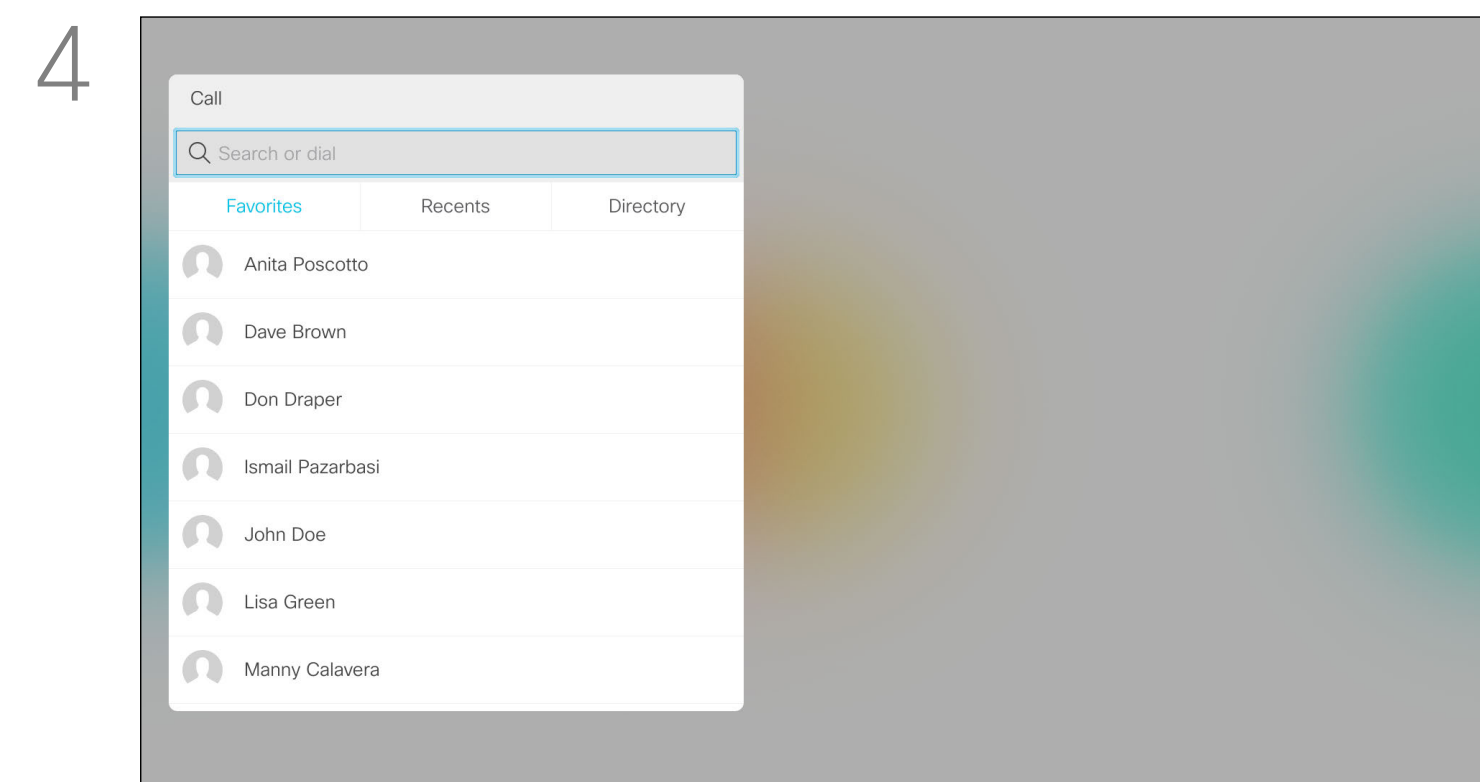 4
Call
Search or dial
Favorites Recents Directory
Anita Poscotto
Dave Brown
Don Draper
Ismail Pazarbasi
John Doe
Lisa Green
Manny Calavera